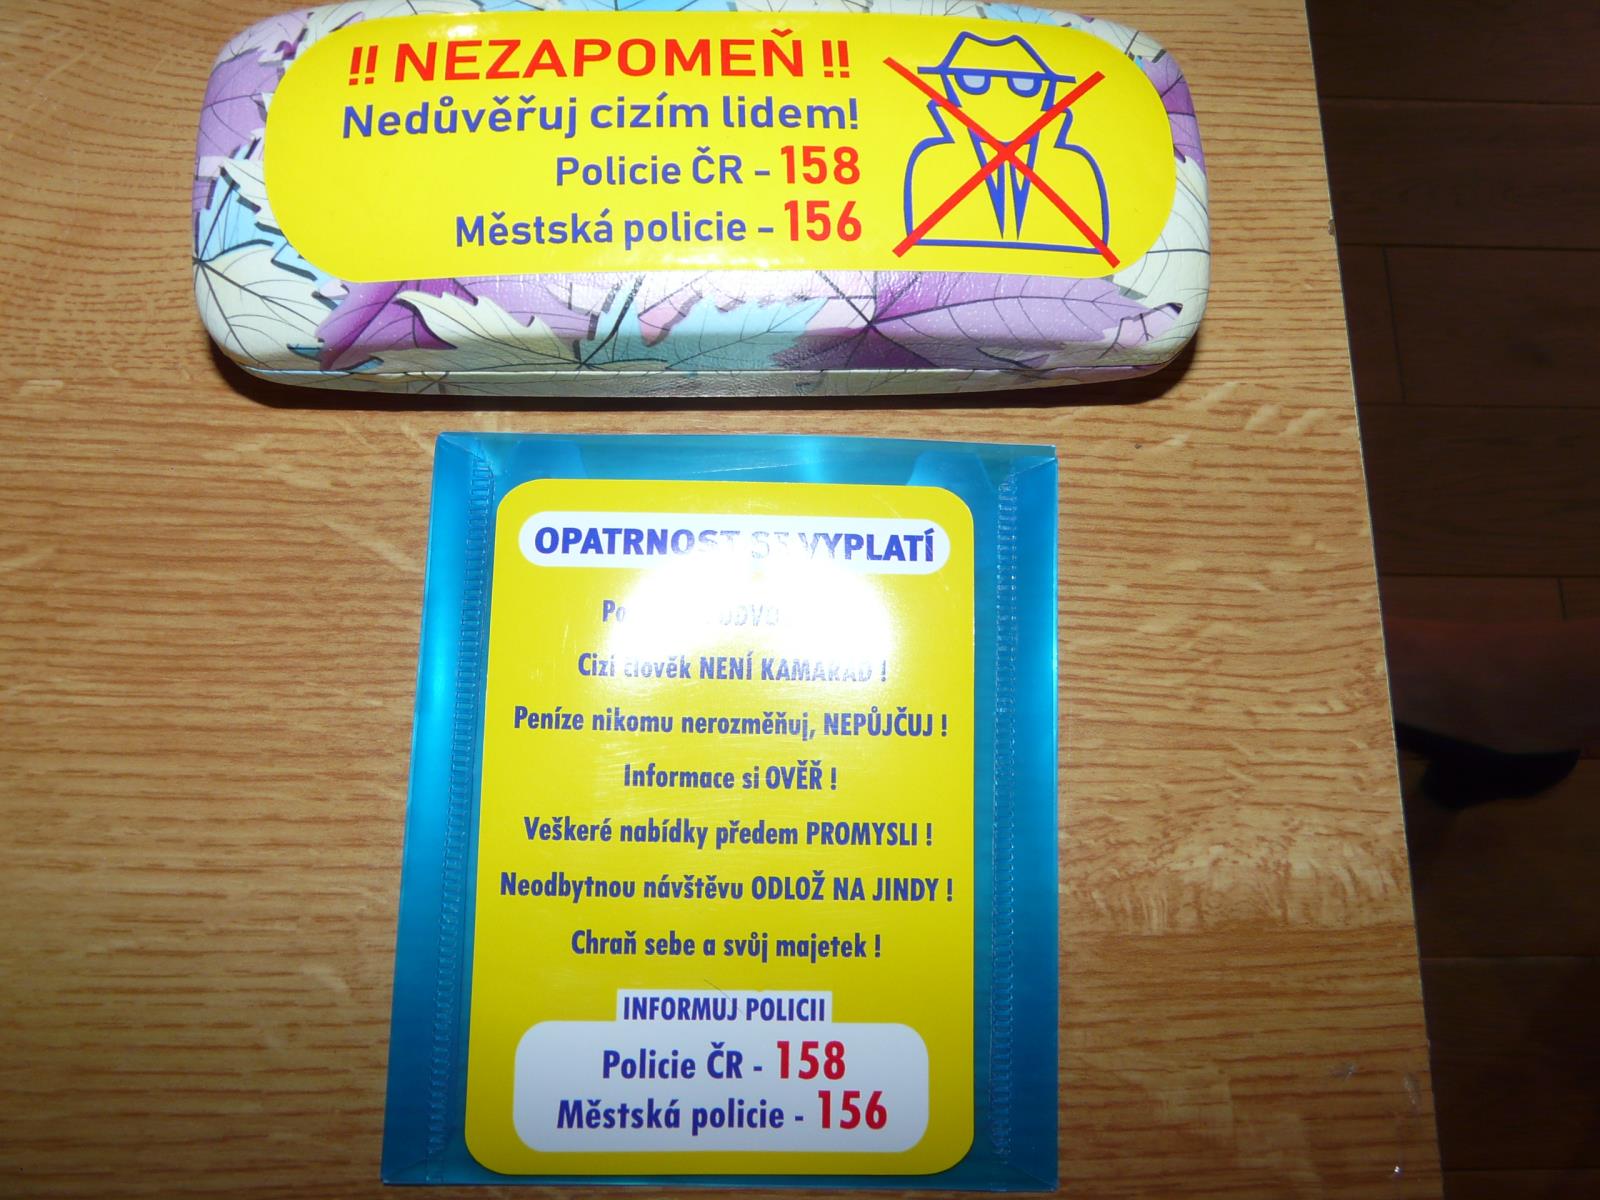 !! NEZAPOMEŇ !!
Nedůvěřuj cizím lidem!
Policie ČR - 158
Městská policie - 156
OPATRNOST SE VYPLATÍ
Cizí člověk NENÍ KAMARÁD !
Peníze nikomu nerozměňuj, NEPŮJČUJ !
Informace si OVĚŘ !
Veškeré nabídky předem PROMYSLI !
Neodbytnou návštěvu ODLOŽ NA JINDY !
Chraň sebe a svůj majetek !
INFORMUJ POLICII
Policie ČR - 158
Městská policie - 156